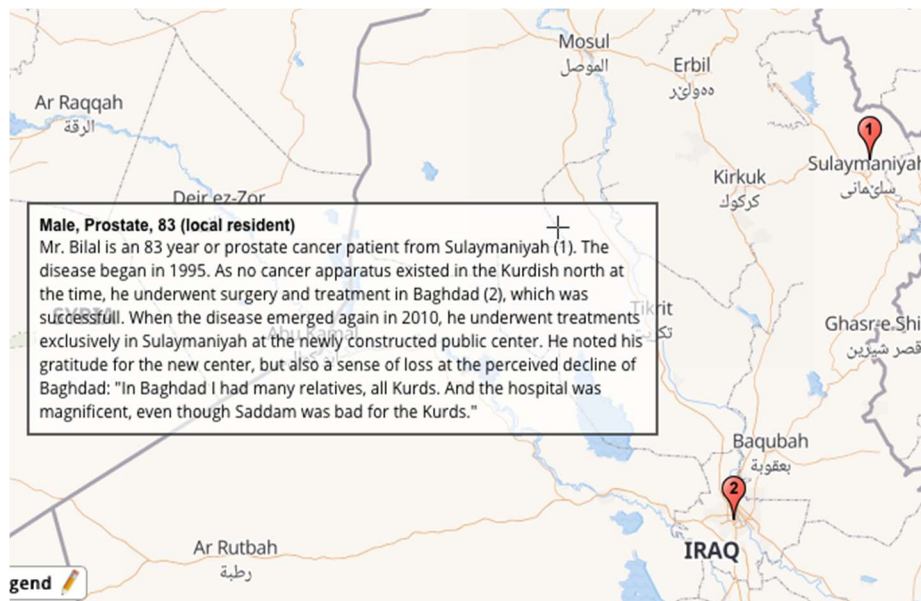 Mosul
الموصل
Erbil
ههولێر
Ar Raqqah
الرقة
1
Sulaymaniyah
سلێمانی
Kirkuk
كركوك
Deir ez-Zor
Male, Prostate, 83 (local resident)
Mr. Bilal is an 83 year or prostate cancer patient from Sulaymaniyah (1). The
disease began in 1995. As no cancer apparatus existed in the Kurdish north at
the time, he underwent surgery and treatment in Baghdad (2), which was
successful. When the disease emerged again in 2010, he underwent treatments
exclusively in Sulaymaniyah at the newly constructed public center. He noted his
gratitude for the new center, but also a sense of loss at the perceived decline of
Baghdad: "In Baghdad I had many relatives, all Kurds. And the hospital was
magnificent, even though Saddam was bad for the Kurds."
SYRIA
Abu Kamal
Tikrit
تكريت
Ghasr-e Shi
قصر شيرين
Baqubah
بعقوبة
2
IRAQ
Ar Rutbah
رطبة
gend